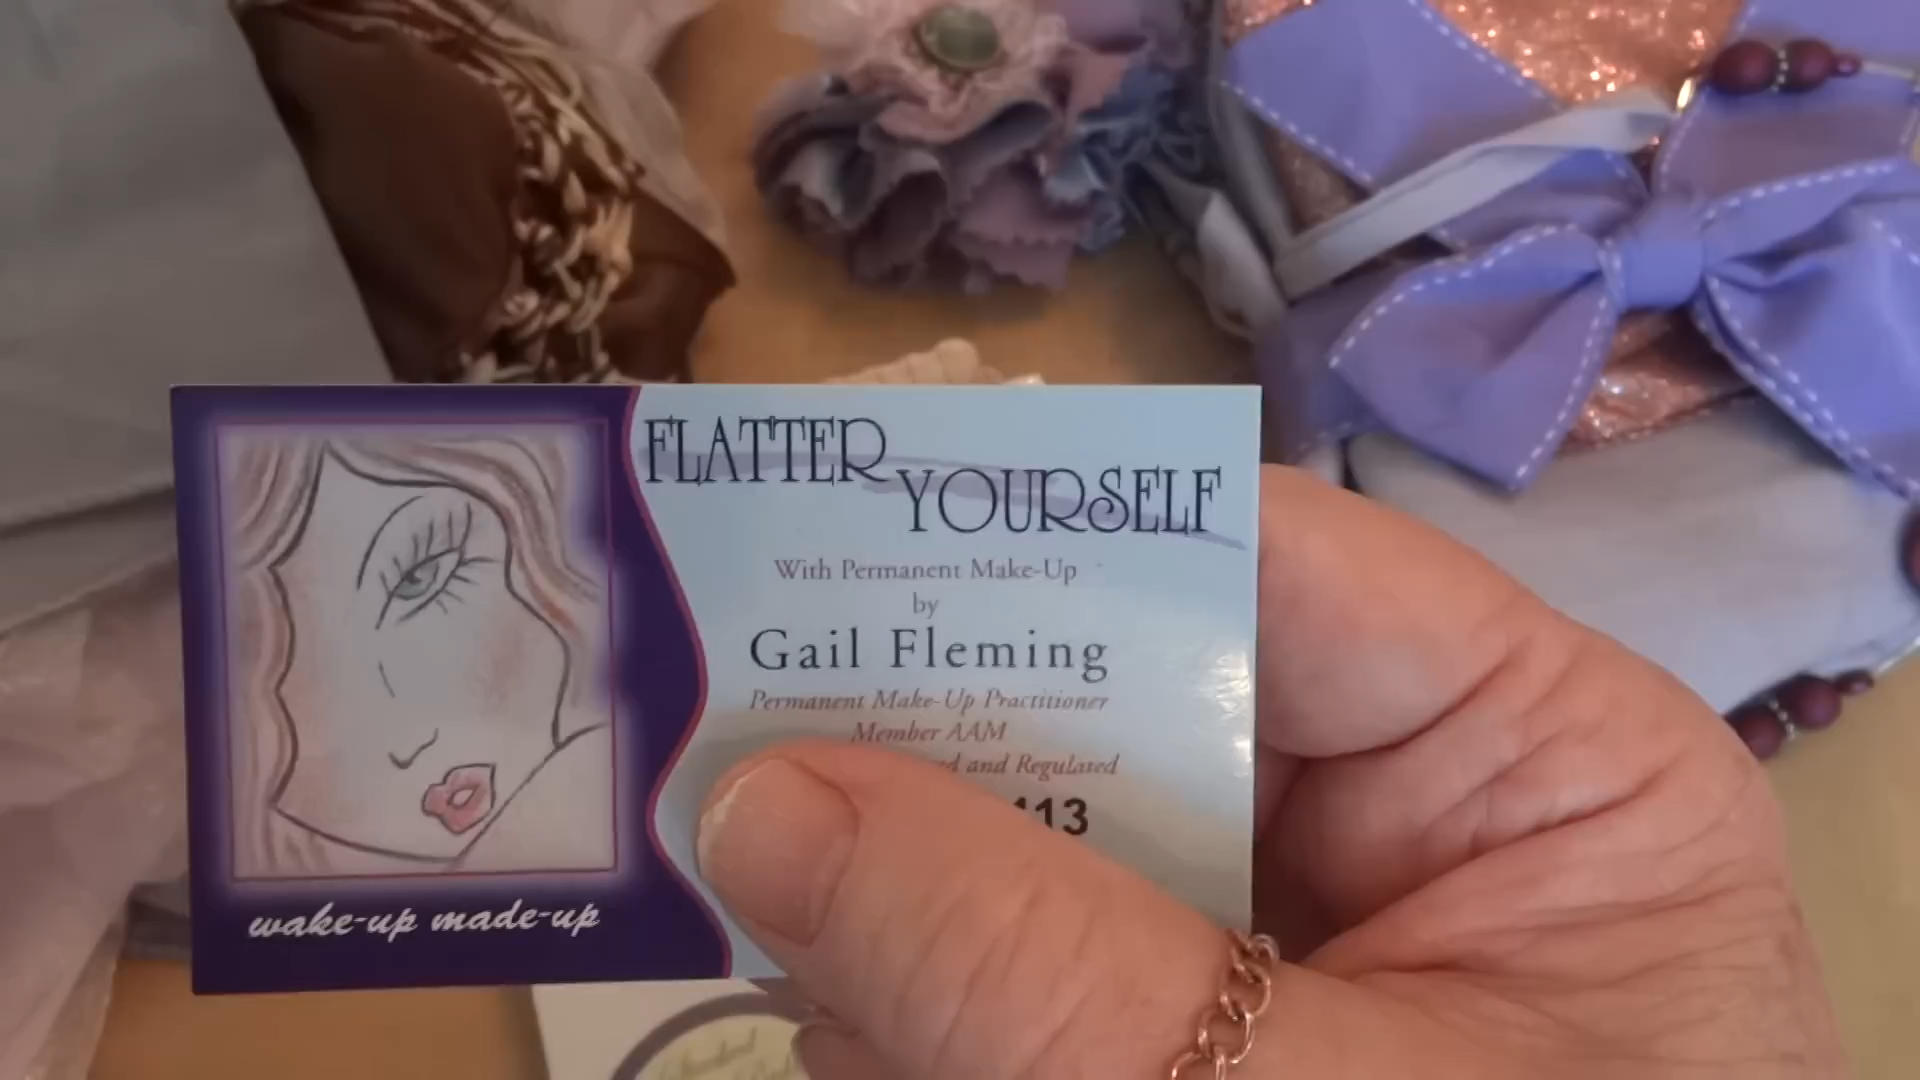 FLATTER
YOURSELF
With Permanent Make-Up
by
Gail Fleming
Permanent Make-Up Practitioner
Member AAM
and Regulated
113
wake-up made-up